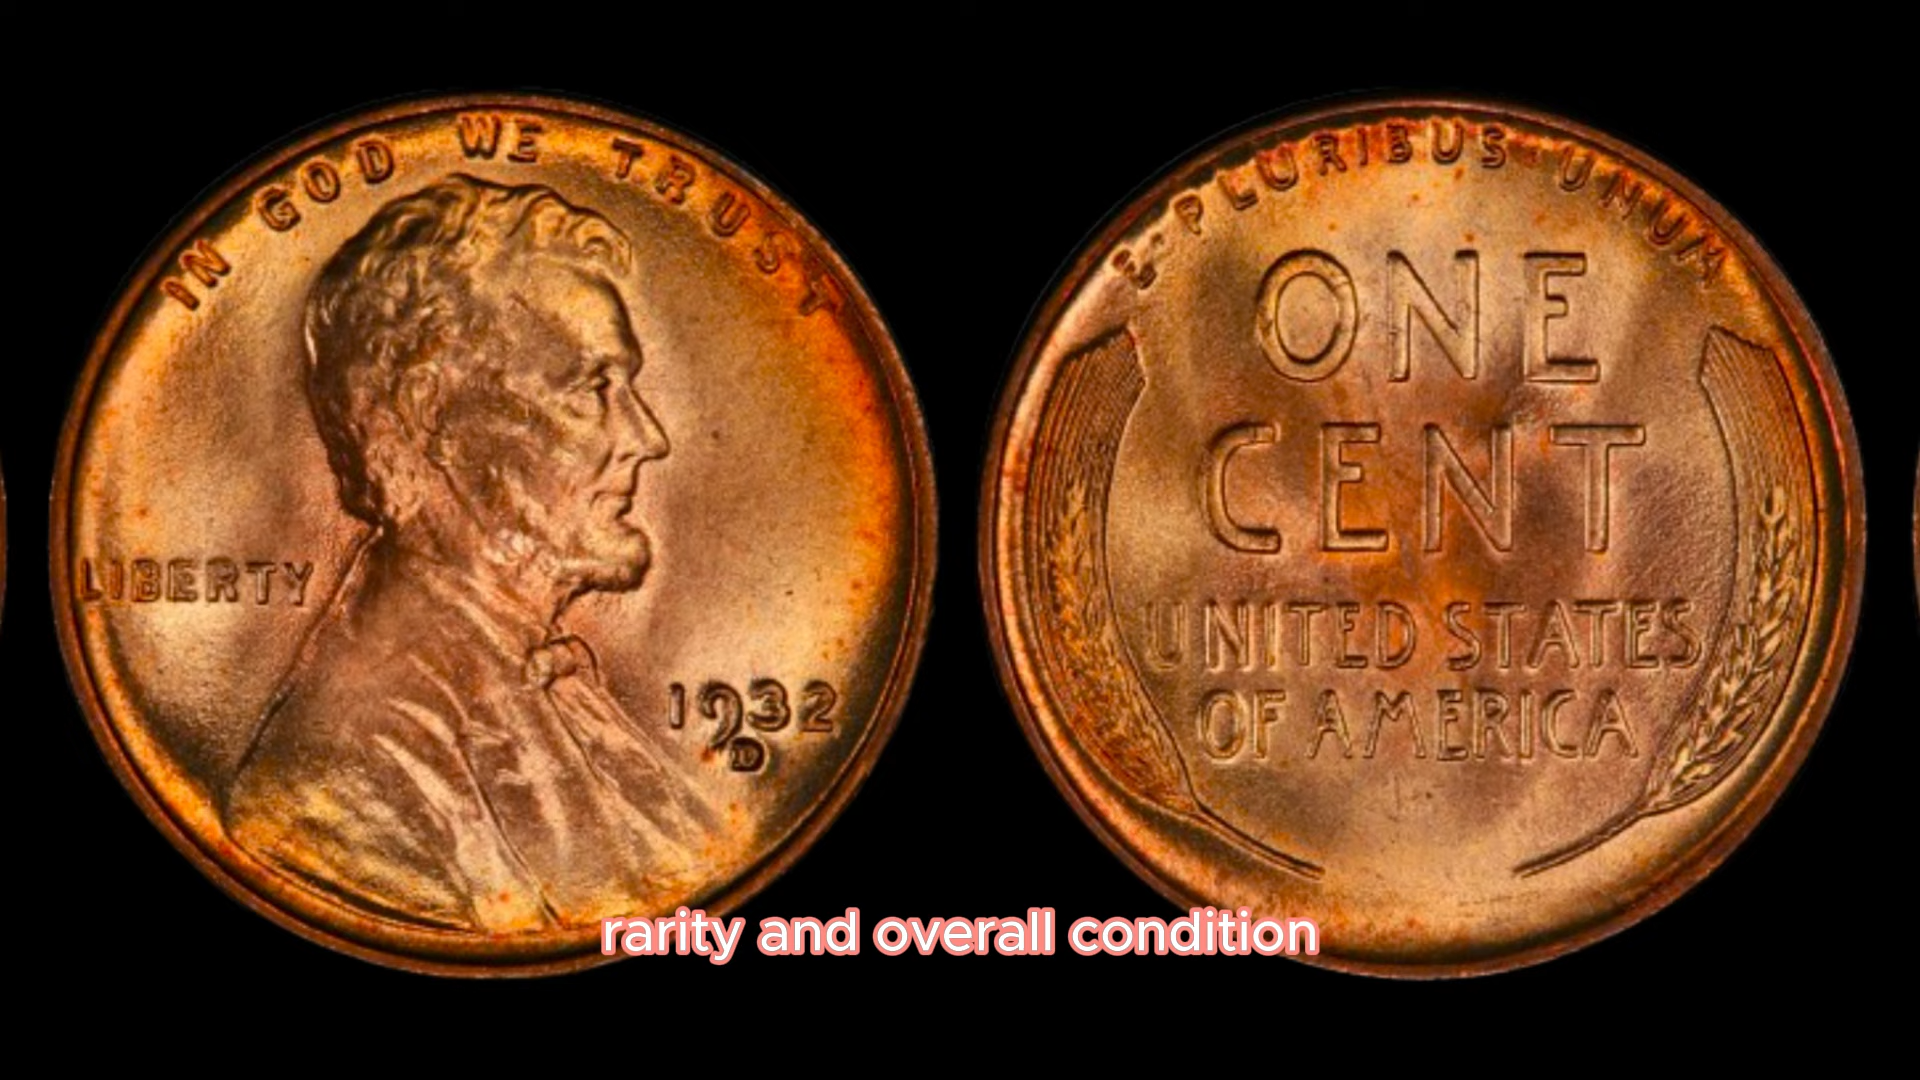 IN GOD WE TRUST
LIBERTY
1932
D
E·PLURIBUS·UNUM
ONE
CENT
UNITED STATES
OF AMERICA
rarity and overall condition